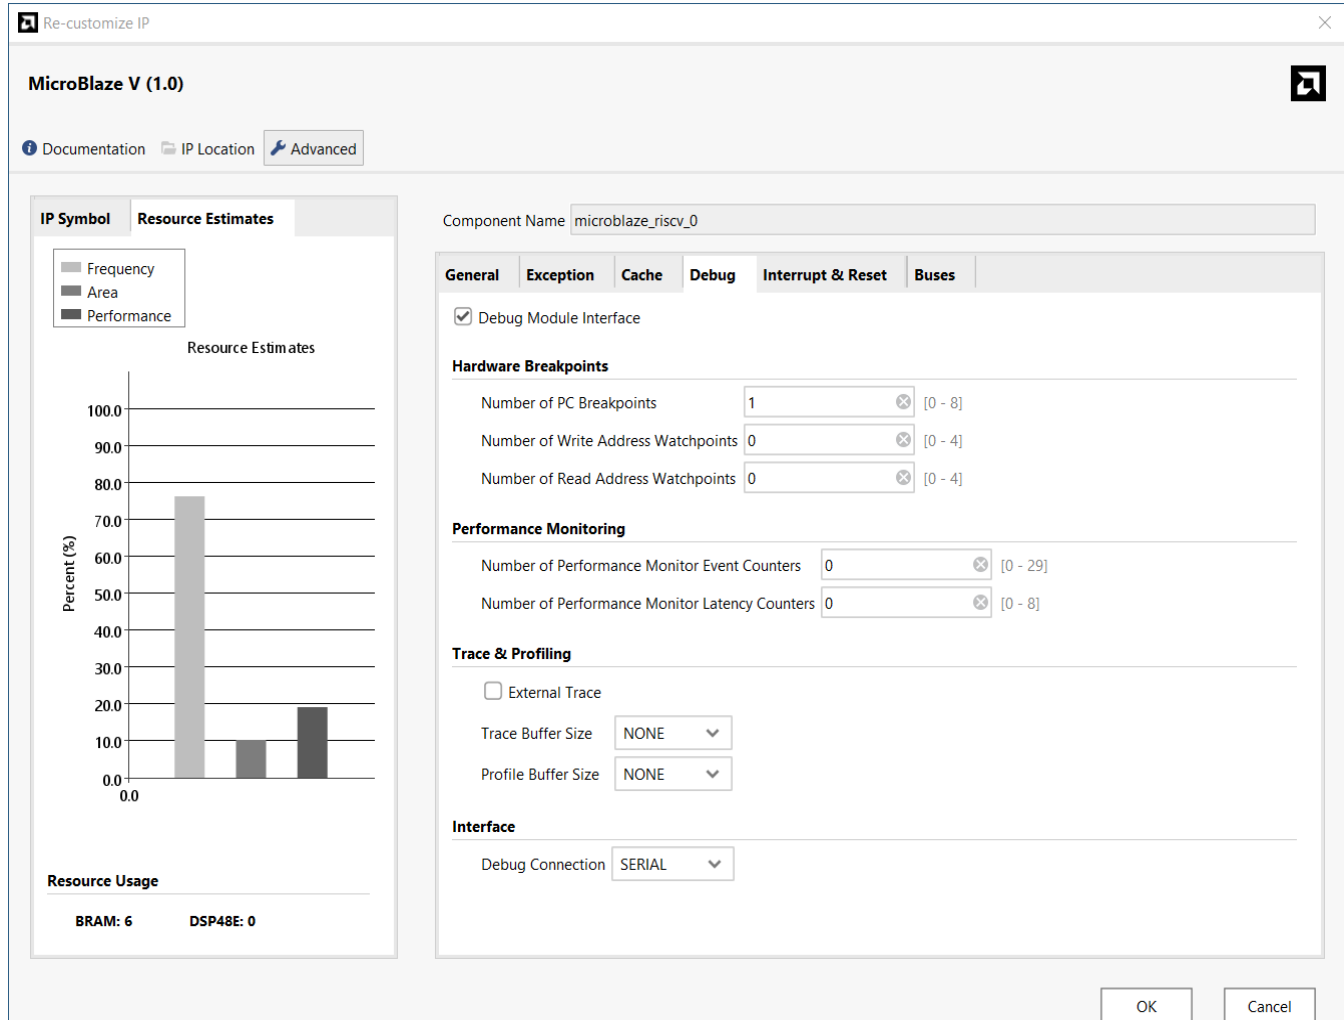 Re-customize IP
MicroBlaze V (1.0)
Documentation IP Location Advanced
IP Symbol Resource Estimates
Frequency
Area
Performance
Resource Estimates
Percent (%)
100.0
90.0
80.0
70.0
60.0
50.0
40.0
30.0
20.0
10.0
0.0
0.0
Resource Usage
BRAM: 6 DSP48E: 0
Component Name microblaze_riscv_0
General Exception Cache Debug Interrupt & Reset Buses
Debug Module Interface
Hardware Breakpoints
Number of PC Breakpoints 1 [0 - 8]
Number of Write Address Watchpoints 0 [0 - 4]
Number of Read Address Watchpoints 0 [0 - 4]
Performance Monitoring
Number of Performance Monitor Event Counters 0 [0 - 29]
Number of Performance Monitor Latency Counters 0 [0 - 8]
Trace & Profiling
External Trace
Trace Buffer Size NONE
Profile Buffer Size NONE
Interface
Debug Connection SERIAL
OK Cancel